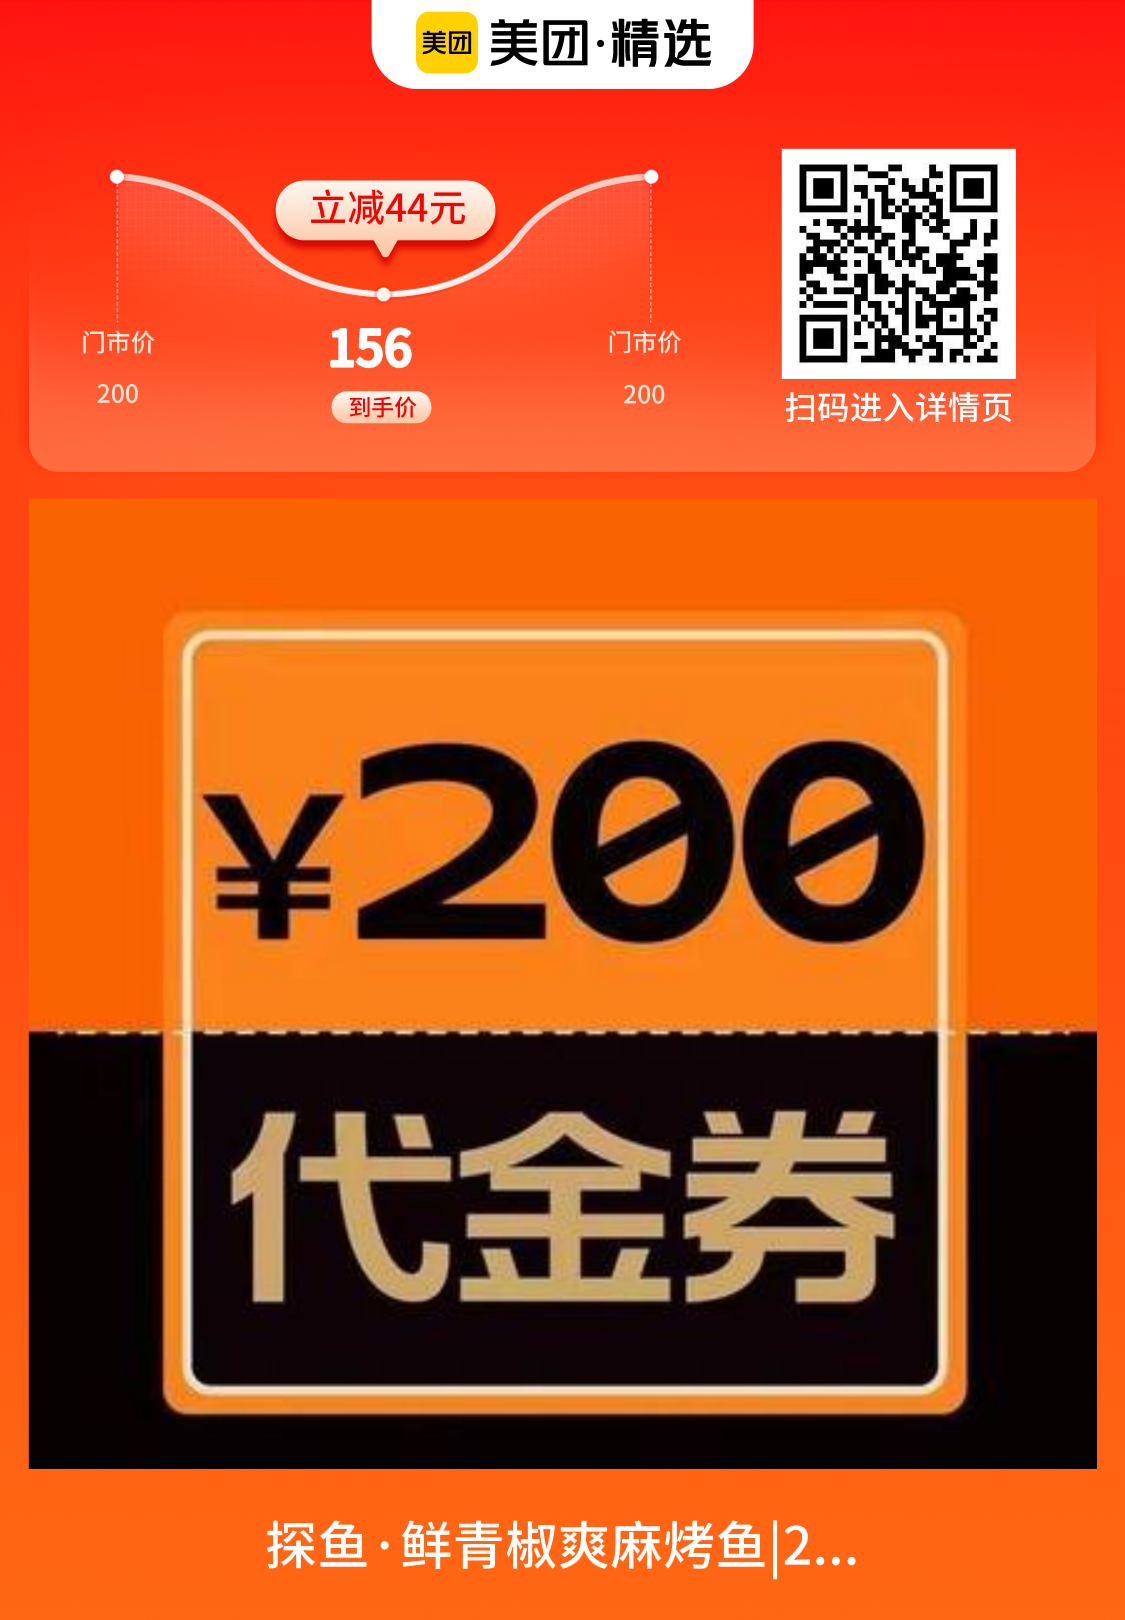 美团 美团·精选
立减44元
门市价
200
156
到手价
门市价
200
扫码进入详情页
¥200
代金券
探鱼·鲜青椒爽麻烤鱼|2...